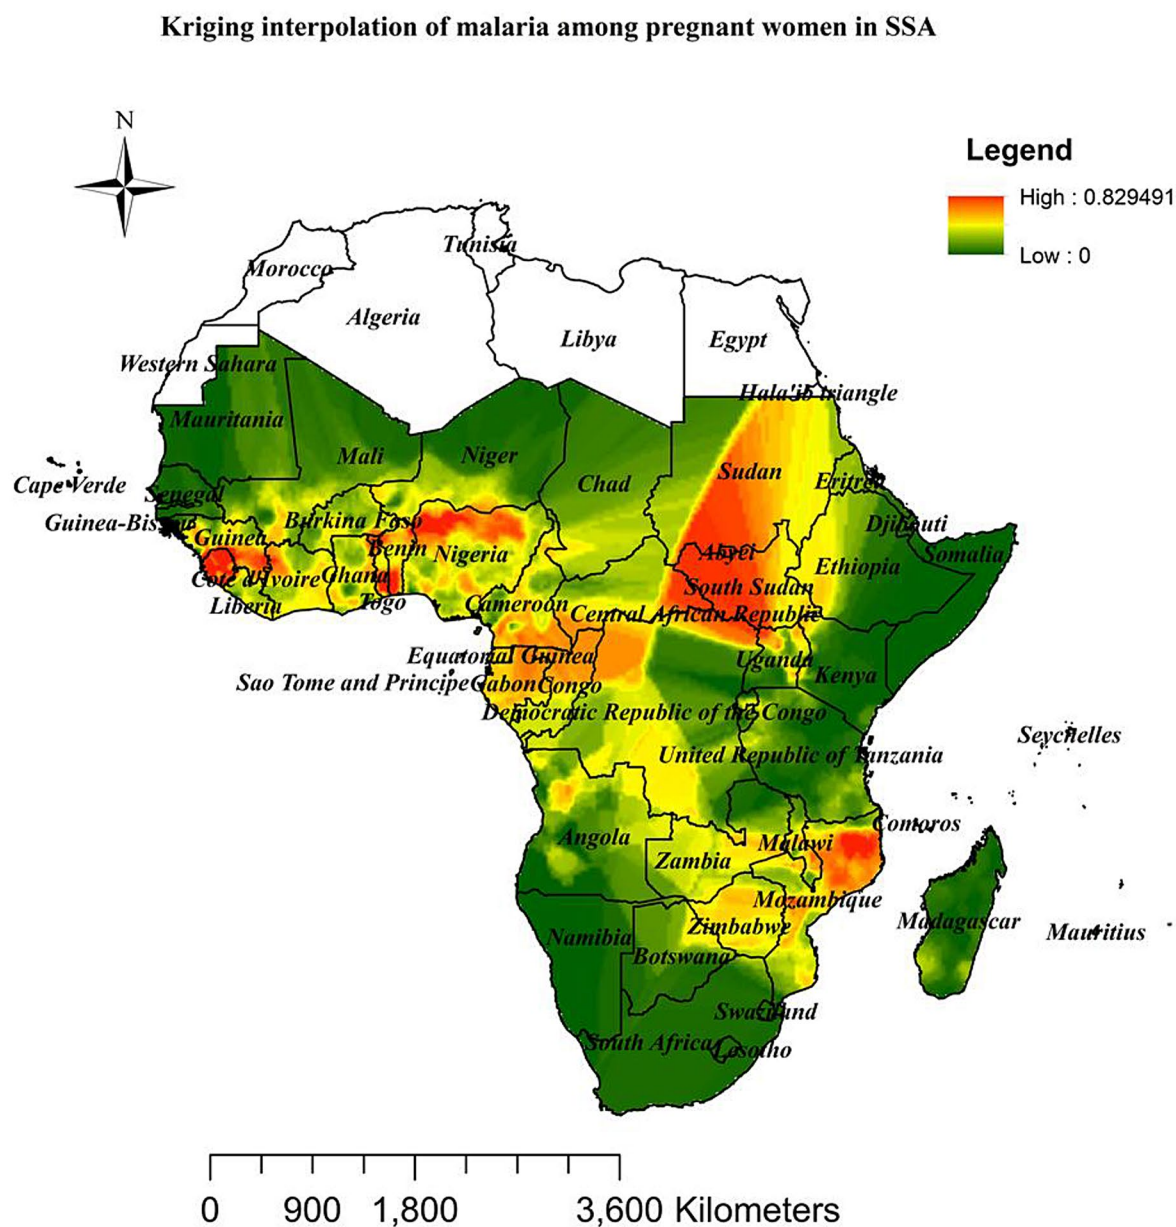 Kriging interpolation of malaria among pregnant women in SSA
N
Legend
High : 0.829491
Low : 0
Tunisia
Morocco
Algeria
Libya
Egypt
Western Sahara
Hala'ib triangle
Mauritania
Mali
Niger
Chad
Sudan
Eritrea
Cape Verde
Senegal
Guinea-Bissau
Burkina Faso
Djibouti
Guinea
Benin
Nigeria
Abyei
Ethiopia
Somalia
Cote d'Ivoire
Ghana
South Sudan
Liberia
Togo
Cameroon
Central African Republic
Equatorial Guinea
Uganda
Kenya
Sao Tome and Principe
Gabon
Congo
Democratic Republic of the Congo
Seychelles
United Republic of Tanzania
Comoros
Angola
Malawi
Zambia
Mozambique
Madagascar
Mauritius
Zimbabwe
Namibia
Botswana
Swaziland
South Africa
Lesotho
0 900 1,800 3,600 Kilometers